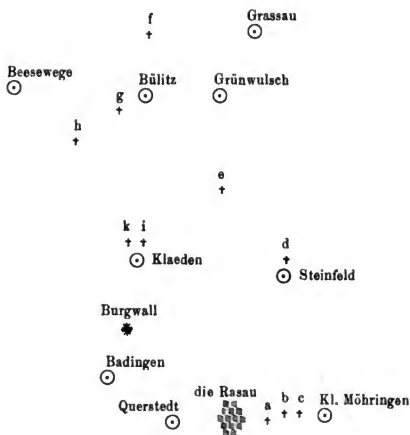 f
Grassau
Beesewege
Bülitz
Grünwulsch
g
h
e
k i
d
Klaeden
Steinfeld
Burgwall
Badingen
die Rasau
a b c Kl. Möhringen
Querstedt